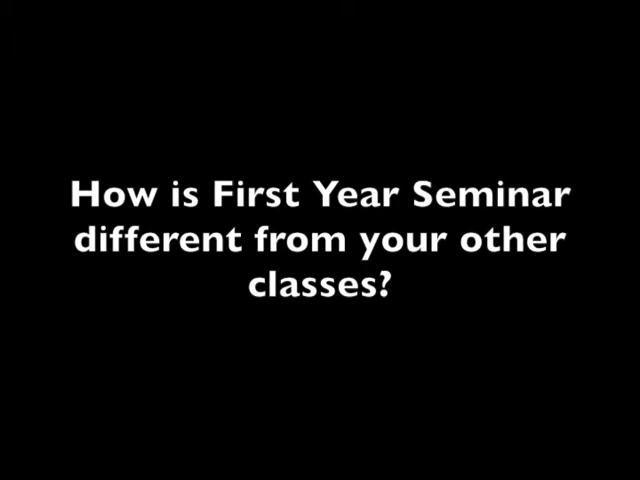 How is First Year Seminar
different from your other
classes?